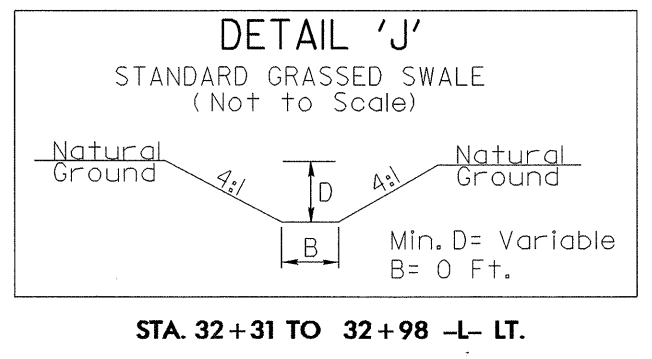 DETAIL 'J'
STANDARD GRASSED SWALE
(Not to Scale)
Natural
Ground
4:1
D
4:1
Natural
Ground
B
Min. D= Variable
B= 0 Ft.
STA. 32+31 TO 32+98 -L- LT.